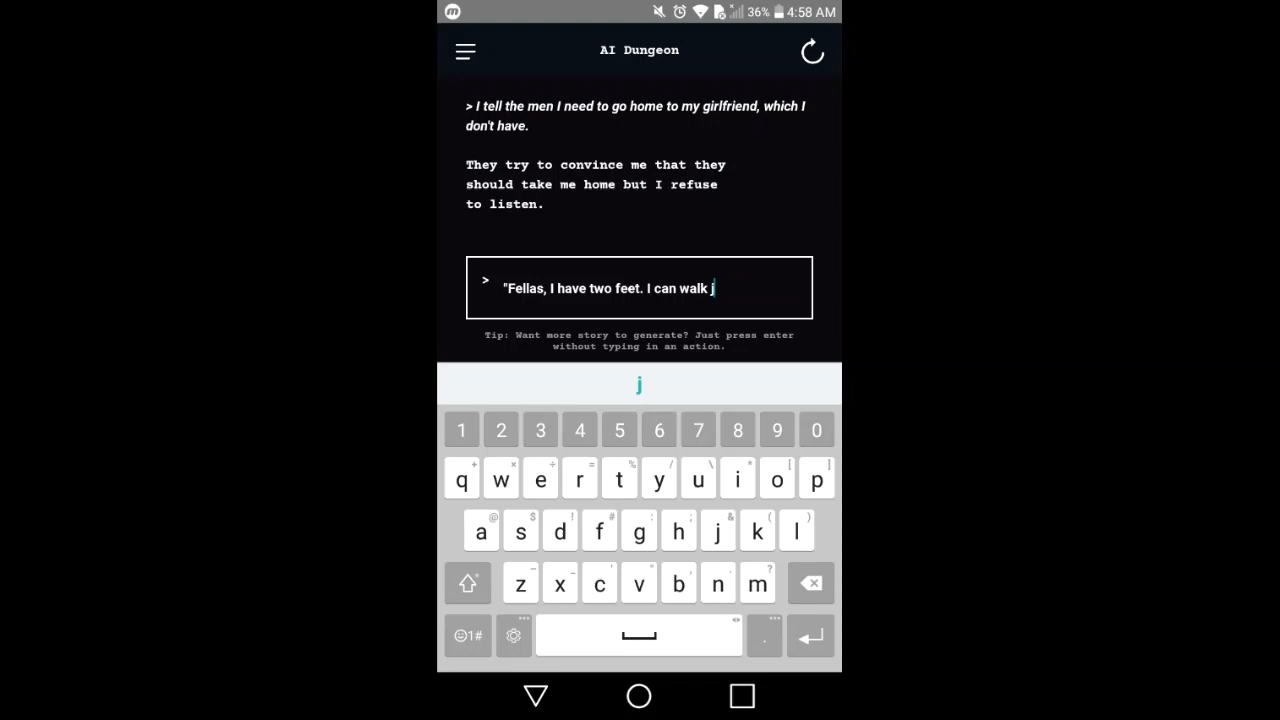 36% 4:58 AM
AI Dungeon
> I tell the men I need to go home to my girlfriend, which I
don't have.
They try to convince me that they
should take me home but I refuse
to listen.
> "Fellas, I have two feet. I can walk j
Tip: Want more story to generate? Just press enter
without typing in an action.
j
1 2 3 4 5 6 7 8 9 0
+ × ÷ = % / \ * [ ]
q w e r t y u i o p
@ $ ! # : ; & ( )
a s d f g h j k l
z x c v b n m ?
1# .